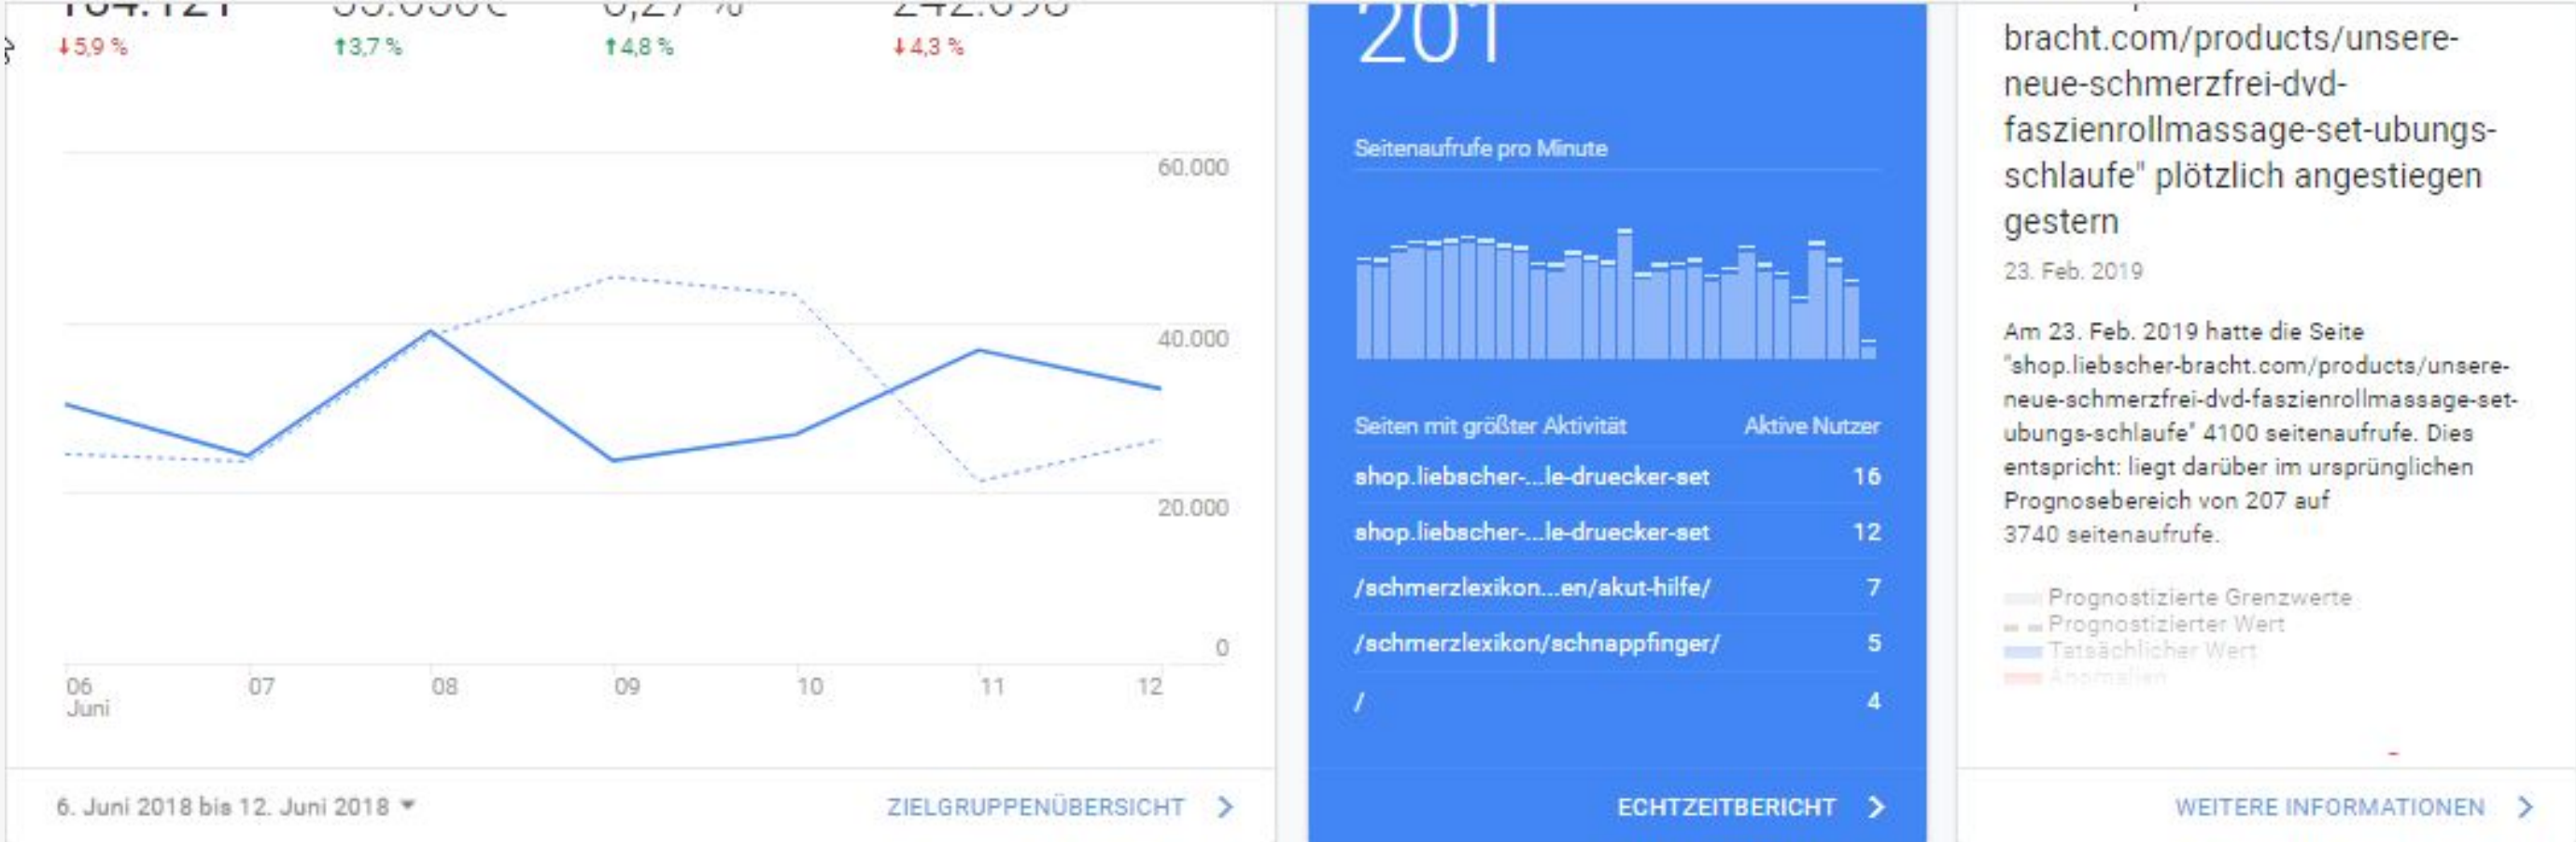 ↓5,9 %
↑3,7 %
↑4,8 %
↓4,3 %
60.000
40.000
20.000
0
06 07 08 09 10 11 12
Juni
6. Juni 2018 bis 12. Juni 2018
ZIELGRUPPENÜBERSICHT
201
Seitenaufrufe pro Minute
Seiten mit größter Aktivität Aktive Nutzer
shop.liebscher-...le-druecker-set 16
shop.liebscher-...le-druecker-set 12
/schmerzlexikon...en/akut-hilfe/ 7
/schmerzlexikon/schnappfinger/ 5
/ 4
ECHTZEITBERICHT
bracht.com/products/unsere-
neue-schmerzfrei-dvd-
faszienrollmassage-set-ubungs-
schlaufe" plötzlich angestiegen
gestern
23. Feb. 2019
Am 23. Feb. 2019 hatte die Seite
"shop.liebscher-bracht.com/products/unsere-
neue-schmerzfrei-dvd-faszienrollmassage-set-
ubungs-schlaufe" 4100 seitenaufrufe. Dies
entspricht: liegt darüber im ursprünglichen
Prognosebereich von 207 auf
3740 seitenaufrufe.
Prognostizierte Grenzwerte
Prognostizierter Wert
Tatsächlicher Wert
Anomalien
WEITERE INFORMATIONEN